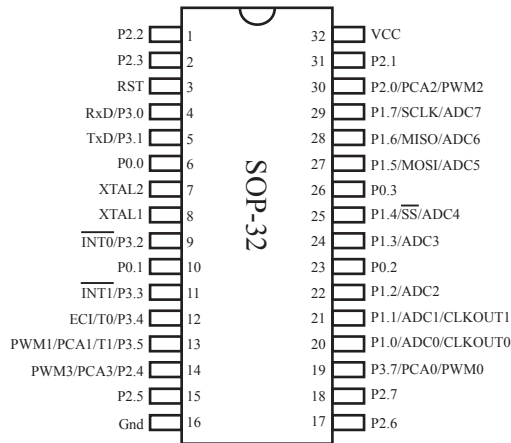 P2.2 1 32 VCC
P2.3 2 31 P2.1
RST 3 30 P2.0/PCA2/PWM2
RxD/P3.0 4 29 P1.7/SCLK/ADC7
TxD/P3.1 5 28 P1.6/MISO/ADC6
P0.0 6 27 P1.5/MOSI/ADC5
XTAL2 7 26 P0.3
XTAL1 8 25 P1.4/S̅S̅/ADC4
I̅N̅T̅0̅/P3.2 9 24 P1.3/ADC3
P0.1 10 23 P0.2
I̅N̅T̅1̅/P3.3 11 22 P1.2/ADC2
ECI/T0/P3.4 12 21 P1.1/ADC1/CLKOUT1
PWM1/PCA1/T1/P3.5 13 20 P1.0/ADC0/CLKOUT0
PWM3/PCA3/P2.4 14 19 P3.7/PCA0/PWM0
P2.5 15 18 P2.7
Gnd 16 17 P2.6
SOP-32